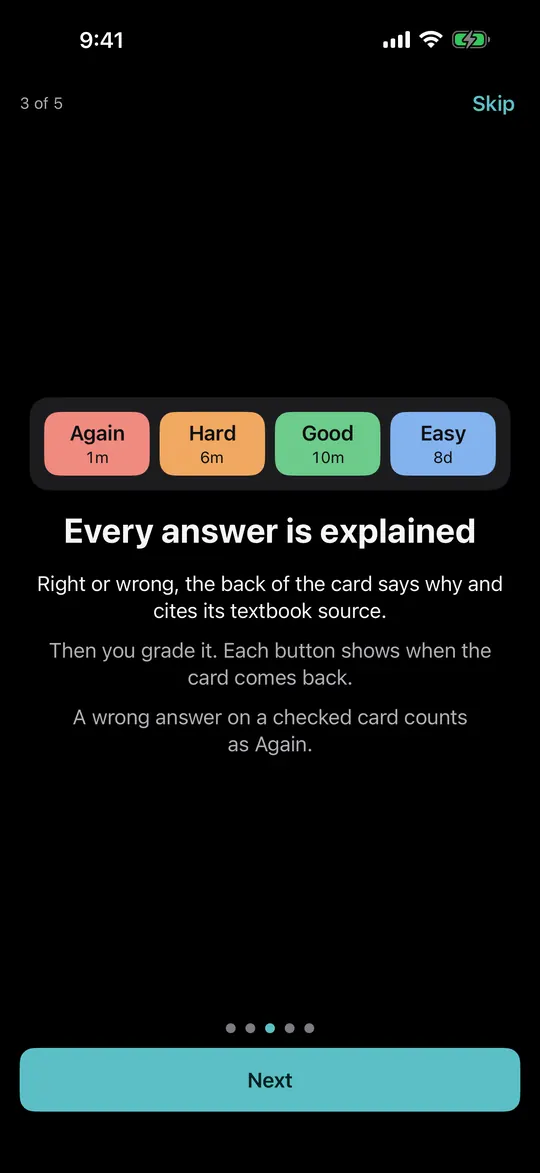 9:41
3 of 5
Skip
Again
1m
Hard
6m
Good
10m
Easy
8d
Every answer is explained
Right or wrong, the back of the card says why and
cites its textbook source.
Then you grade it. Each button shows when the
card comes back.
A wrong answer on a checked card counts
as Again.
Next